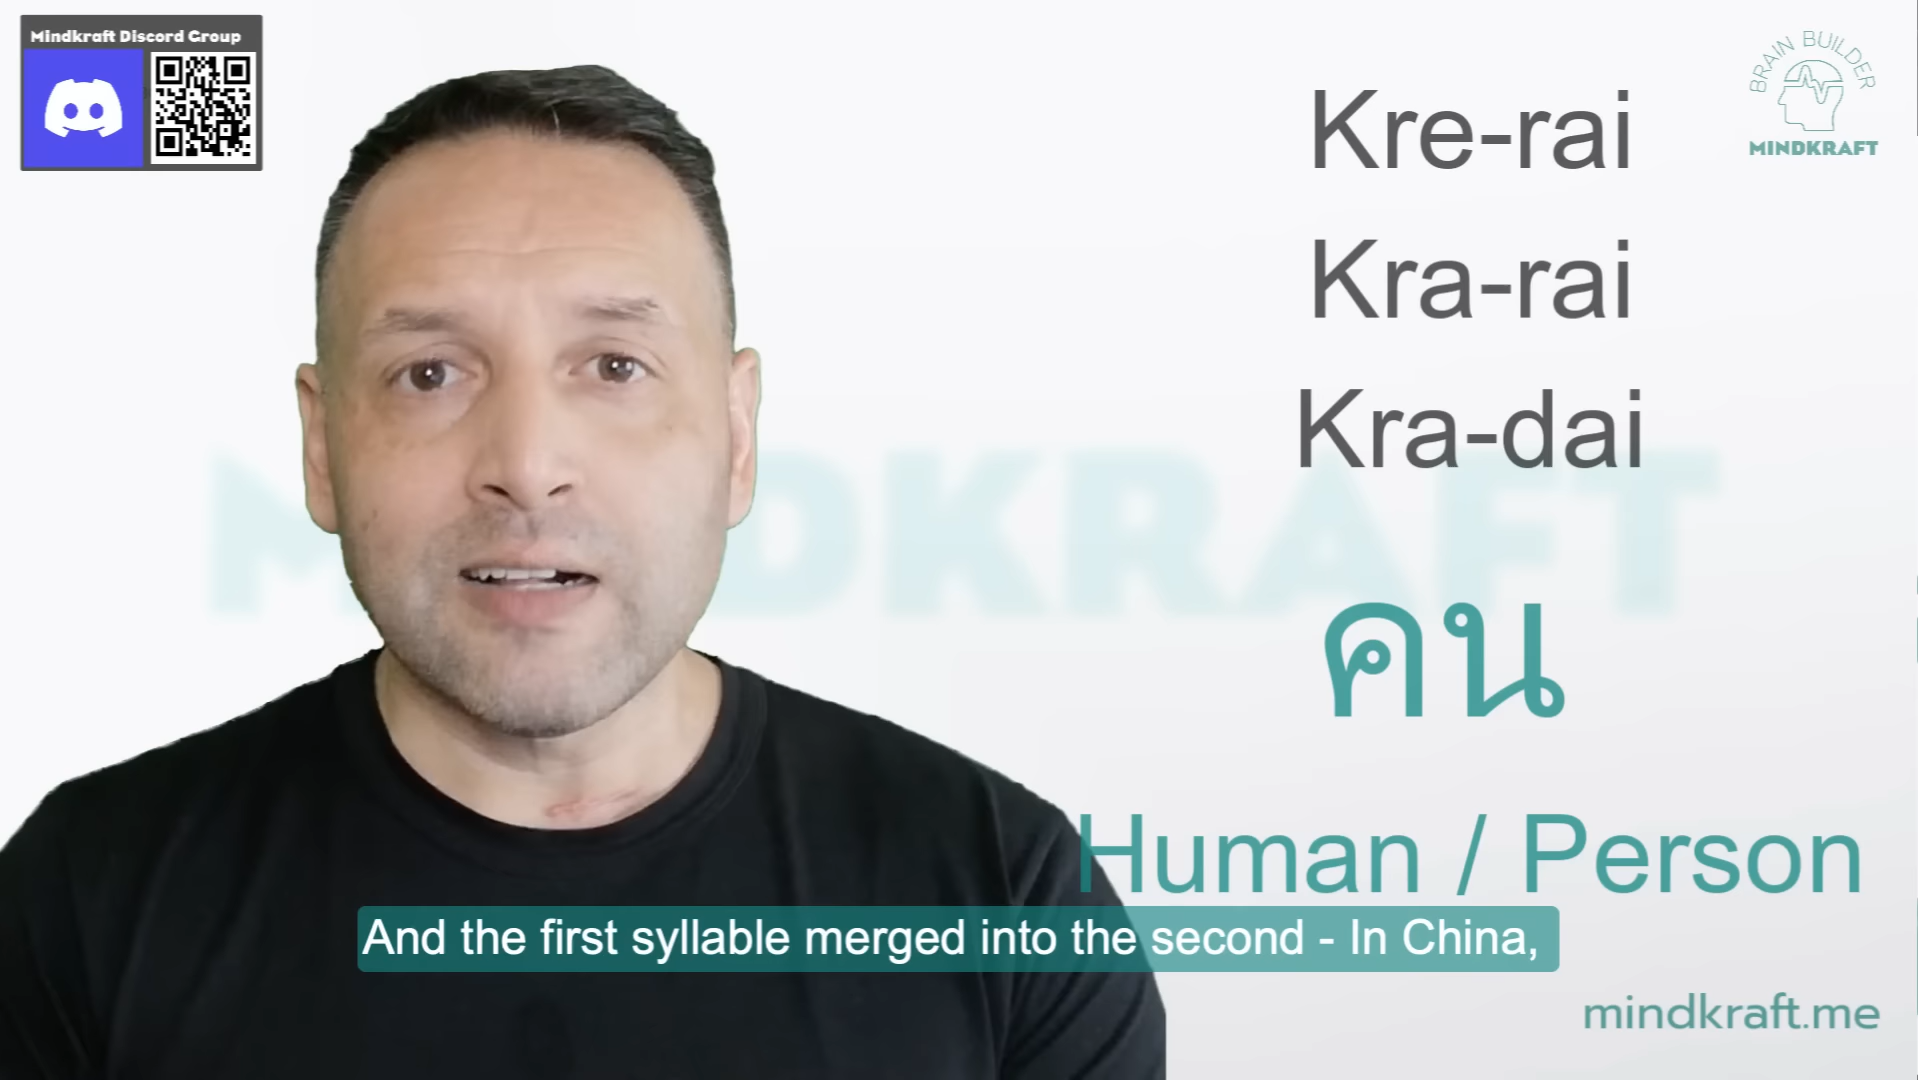 Mindkraft Discord Group
BRAIN BUILDER
MINDKRAFT
Kre-rai
Kra-rai
Kra-dai
MINDKRAFT
คน
Human / Person
And the first syllable merged into the second - In China,
mindkraft.me